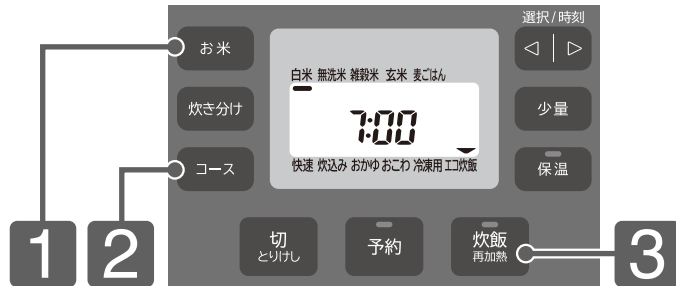 選択/時刻
お米
◁ ▷
白米 無洗米 雑穀米 玄米 麦ごはん
炊き分け
7:00
少量
コース
快速 炊込み おかゆ おこわ 冷凍用 エコ炊飯
保温
1 2
切
とりけし
予約
炊飯
再加熱
3